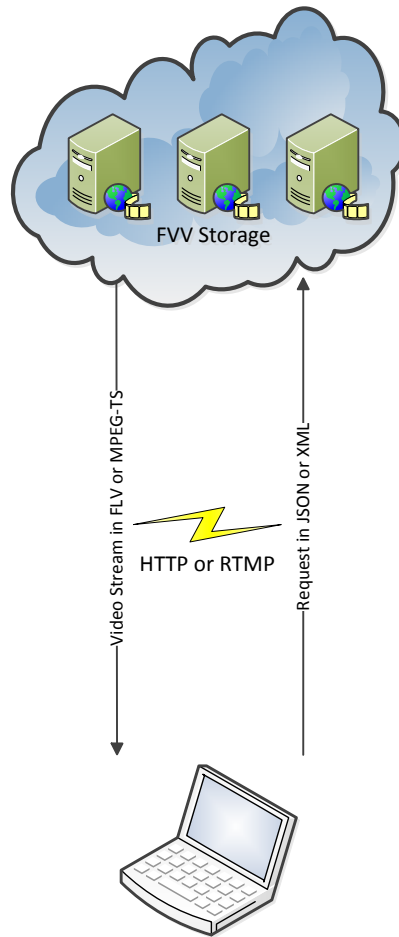 FVV Storage
Video Stream in FLV or MPEG-TS
HTTP or RTMP
Request in JSON or XML